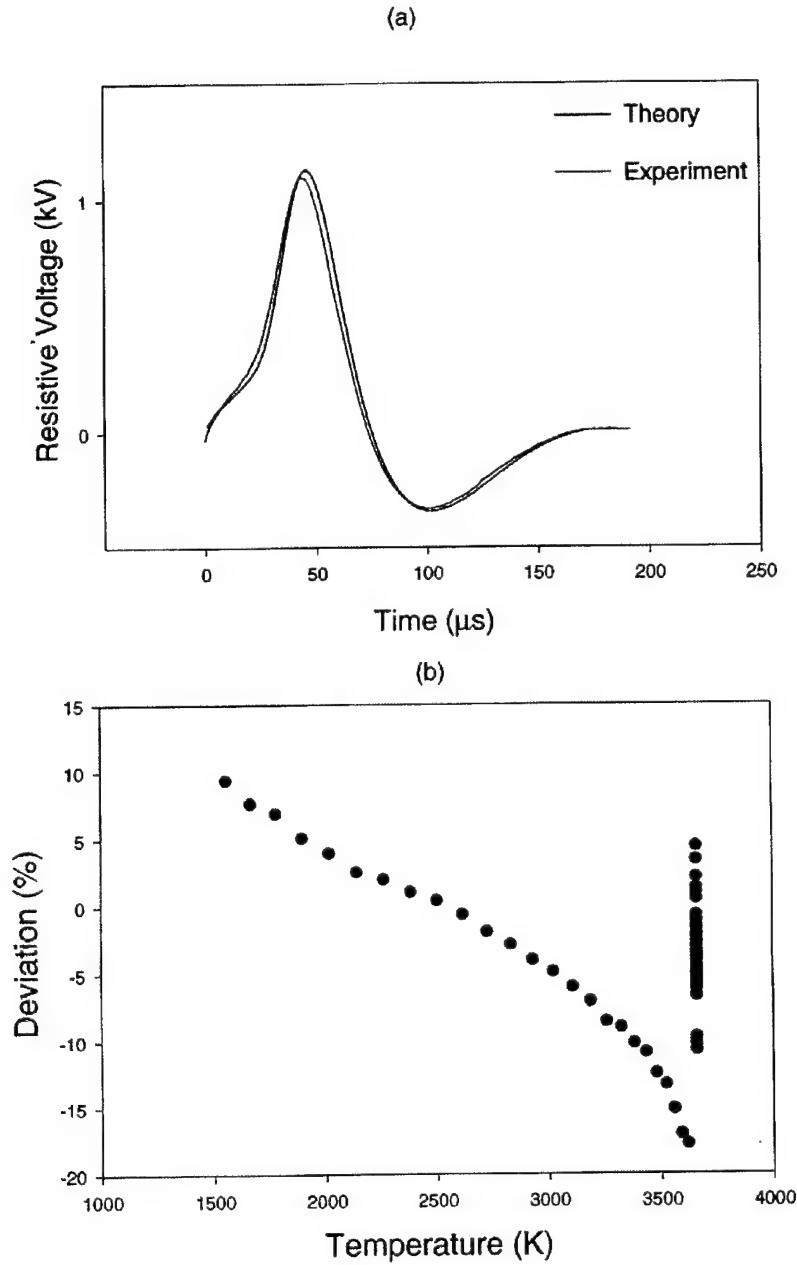 (a)
Theory
Experiment
1
0
Resistive Voltage (kV)
0 50 100 150 200 250
Time (μs)
(b)
15
10
5
0
-5
-10
-15
-20
Deviation (%)
1000 1500 2000 2500 3000 3500 4000
Temperature (K)